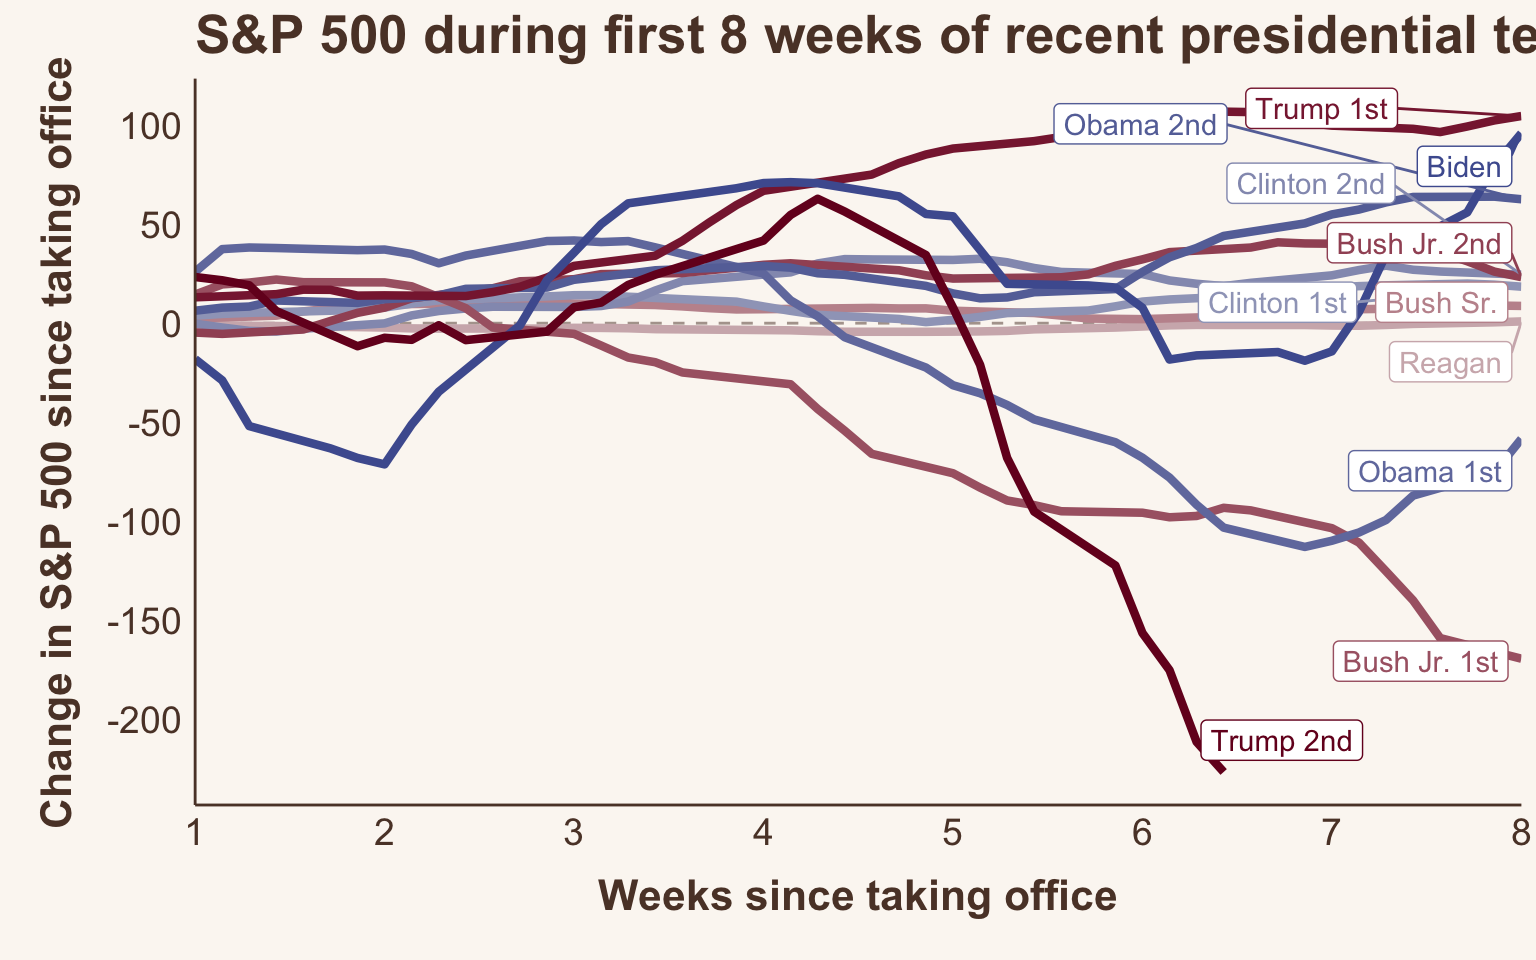 S&P 500 during first 8 weeks of recent presidential te
Change in S&P 500 since taking office
100
50
0
-50
-100
-150
-200
Trump 1st
Obama 2nd
Biden
Clinton 2nd
Bush Jr. 2nd
Clinton 1st
Bush Sr.
Reagan
Obama 1st
Bush Jr. 1st
Trump 2nd
1 2 3 4 5 6 7 8
Weeks since taking office